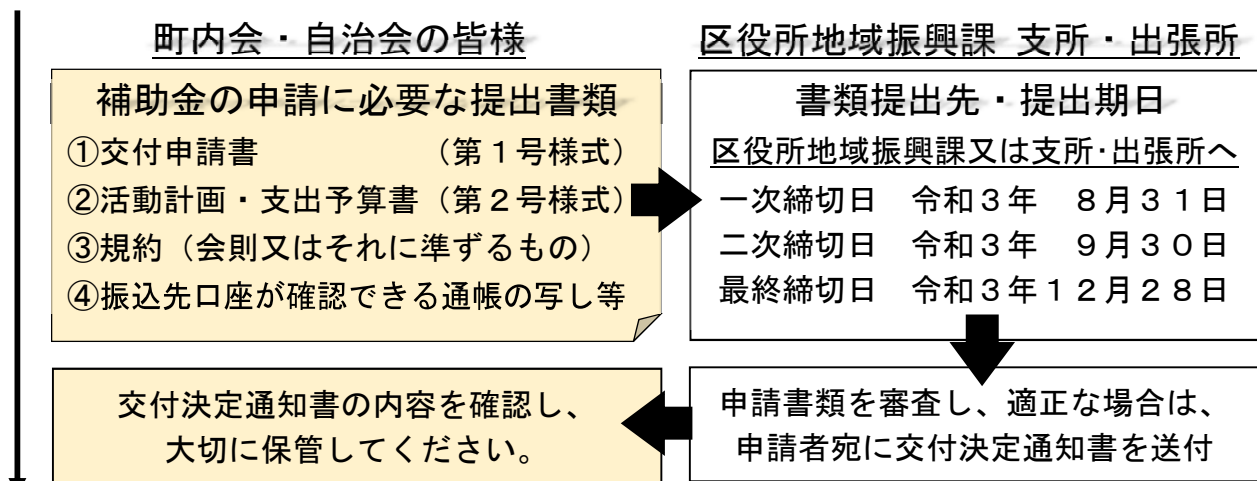 町内会・自治会の皆様
補助金の申請に必要な提出書類
①交付申請書　　　　　（第１号様式）
②活動計画・支出予算書（第２号様式）
③規約（会則又はそれに準ずるもの）
④振込先口座が確認できる通帳の写し等
区役所地域振興課 支所・出張所
書類提出先・提出期日
区役所地域振興課又は支所･出張所へ
一次締切日　令和３年　８月３１日
二次締切日　令和３年　９月３０日
最終締切日　令和３年１２月２８日
申請書類を審査し、適正な場合は、
申請者宛に交付決定通知書を送付
交付決定通知書の内容を確認し、
大切に保管してください。